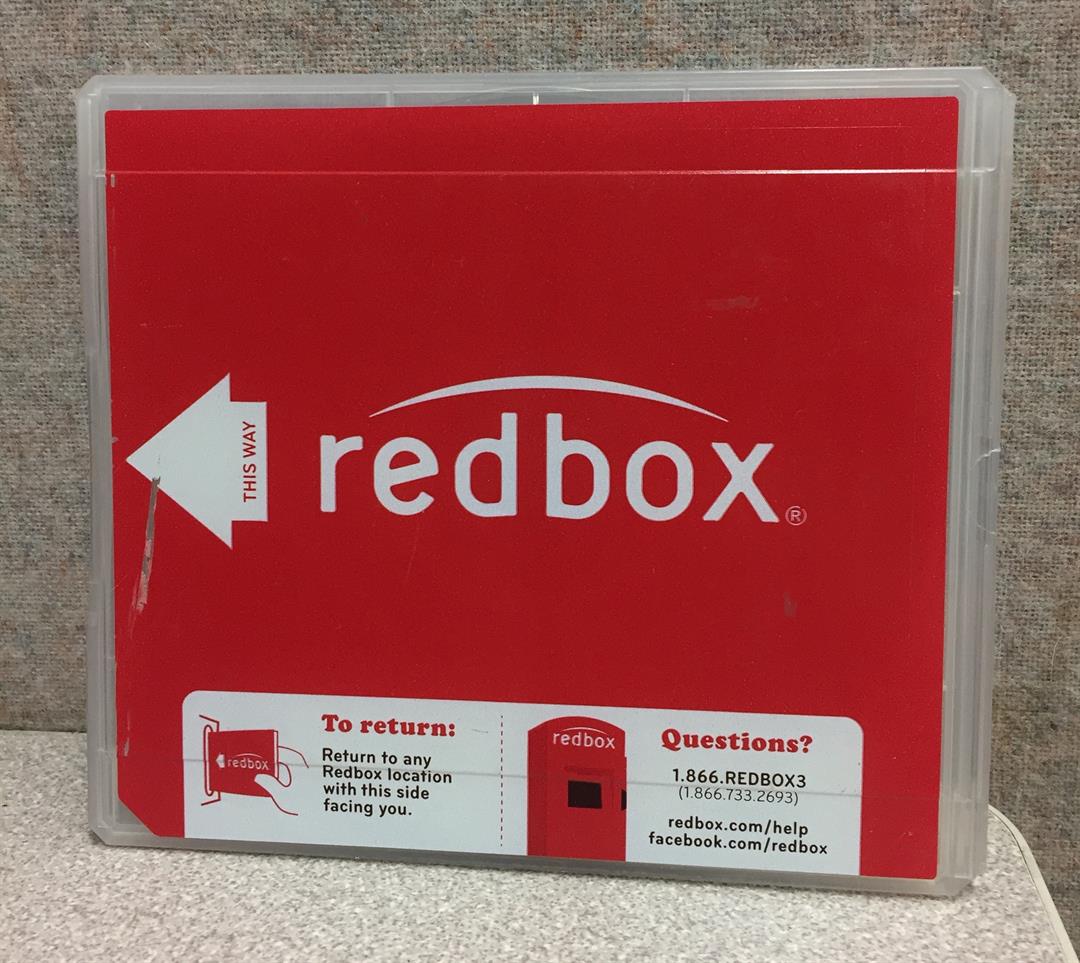 THIS WAY
redbox®
redbox
To return:
Return to any
Redbox location
with this side
facing you.
redbox
Questions?
1.866.REDBOX3
(1.866.733.2693)
redbox.com/help
facebook.com/redbox